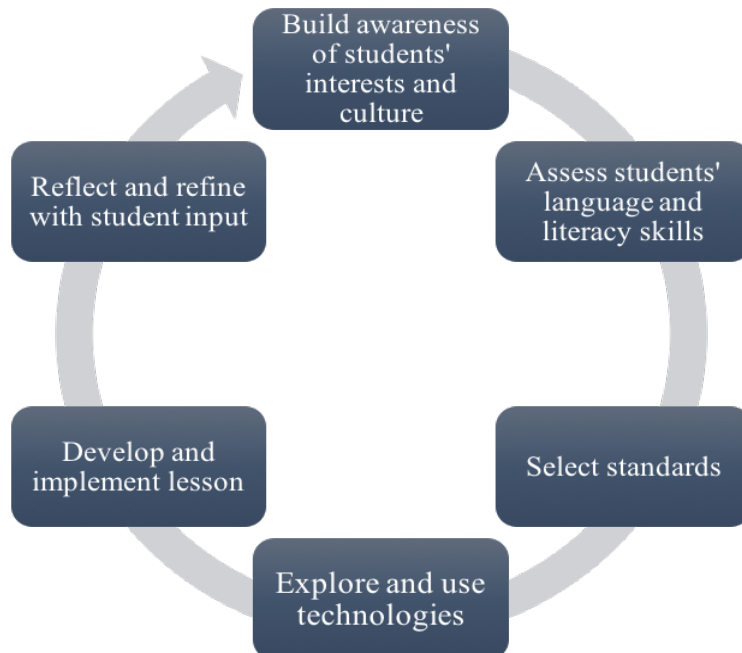 Build awareness
of students'
interests and
culture
Assess students'
language and
literacy skills
Select standards
Explore and use
technologies
Develop and
implement lesson
Reflect and refine
with student input